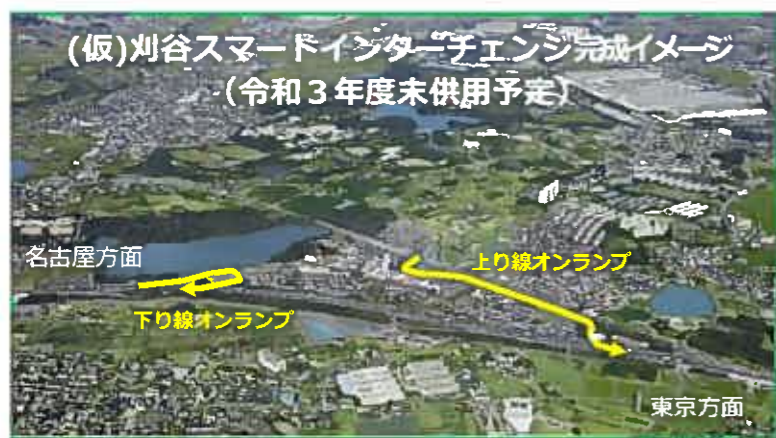 (仮)刈谷スマートインターチェンジ完成イメージ
(令和３年度末供用予定)
名古屋方面
上り線オンランプ
下り線オンランプ
東京方面